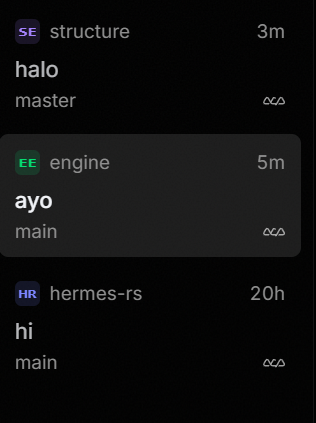 SE structure 3m
halo
master
EE engine 5m
ayo
main
HR hermes-rs 20h
hi
main